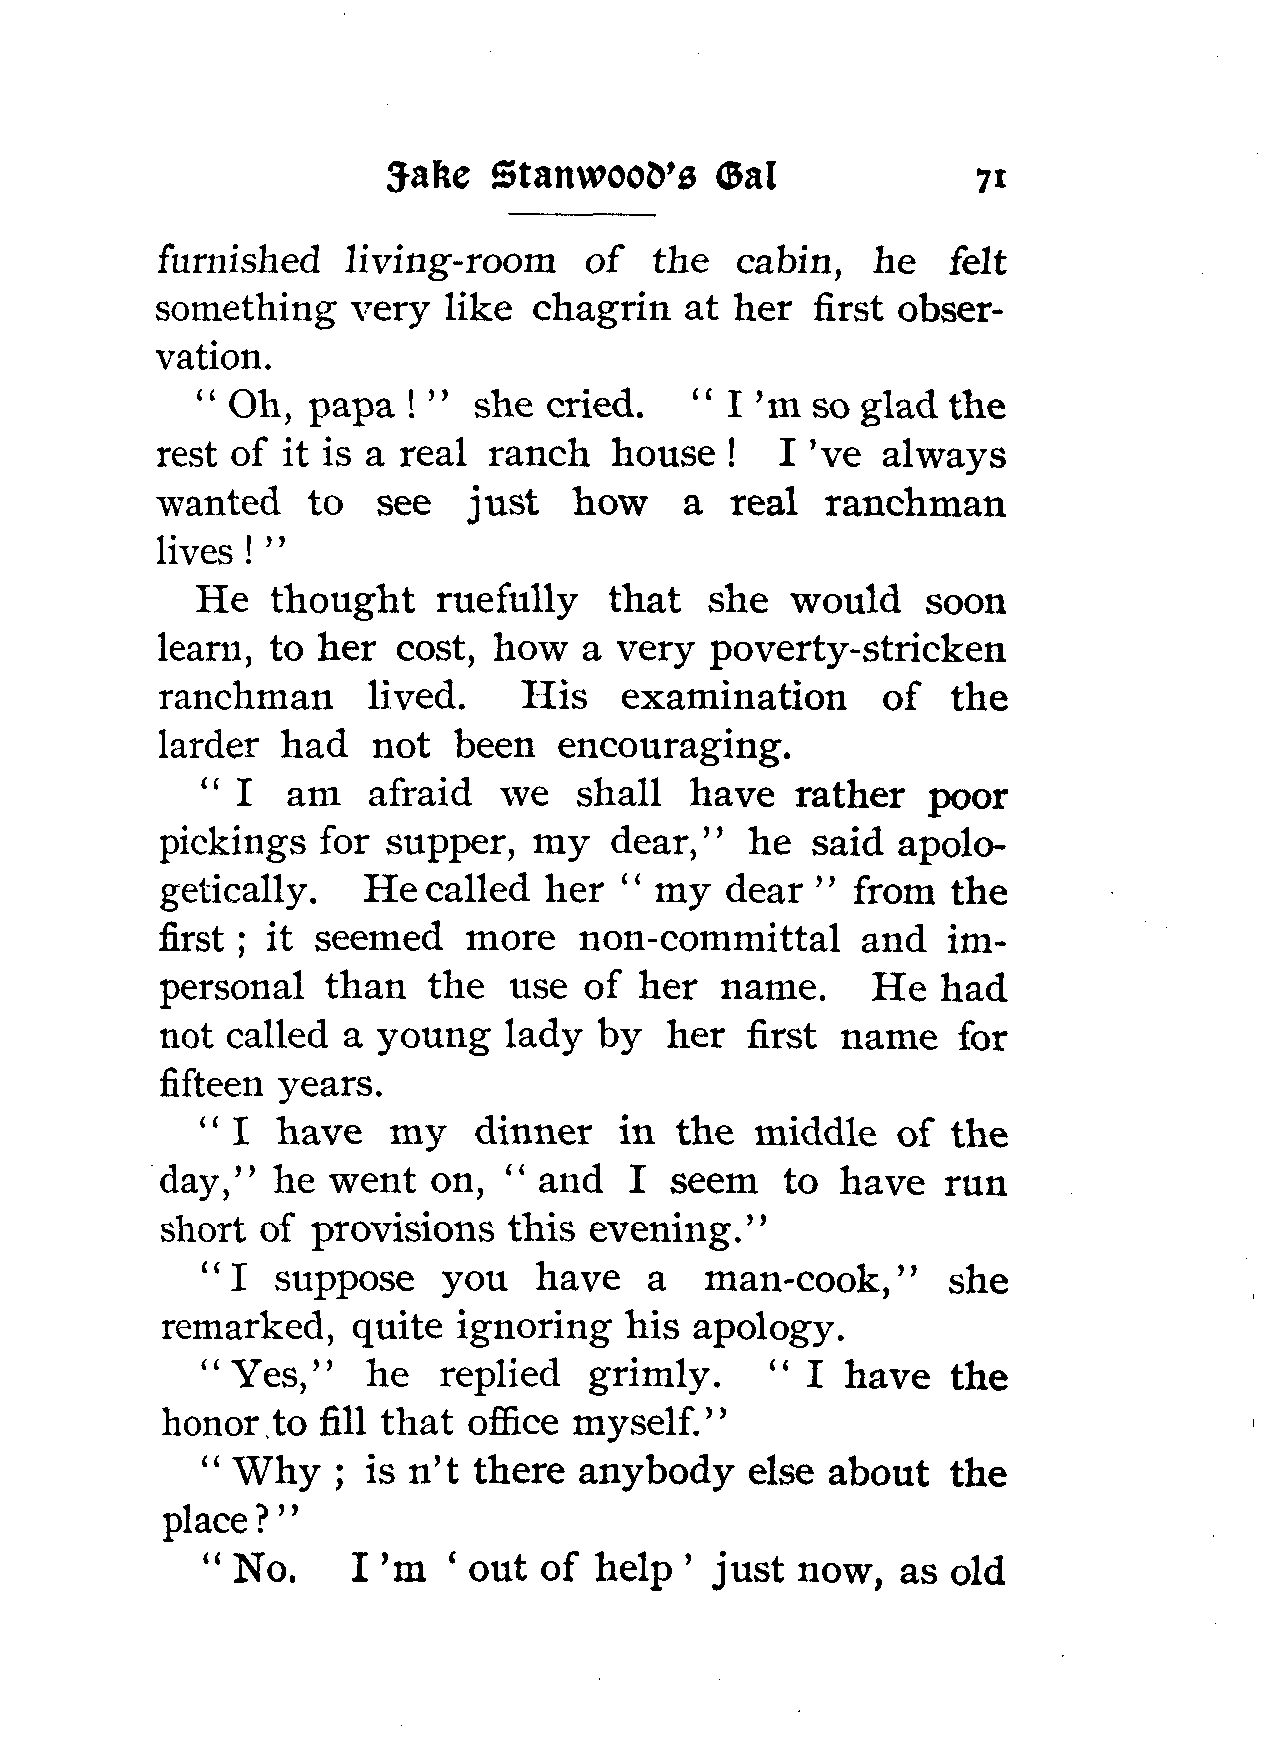 Jake Stanwood's Gal 71
furnished living-room of the cabin, he felt
something very like chagrin at her first obser-
vation.
" Oh, papa ! " she cried. " I 'm so glad the
rest of it is a real ranch house ! I 've always
wanted to see just how a real ranchman
lives ! "
He thought ruefully that she would soon
learn, to her cost, how a very poverty-stricken
ranchman lived. His examination of the
larder had not been encouraging.
" I am afraid we shall have rather poor
pickings for supper, my dear," he said apolo-
getically. He called her " my dear " from the
first ; it seemed more non-committal and im-
personal than the use of her name. He had
not called a young lady by her first name for
fifteen years.
" I have my dinner in the middle of the
day," he went on, " and I seem to have run
short of provisions this evening."
" I suppose you have a man-cook," she
remarked, quite ignoring his apology.
" Yes," he replied grimly. " I have the
honor to fill that office myself."
" Why ; is n't there anybody else about the
place ? "
" No. I 'm ' out of help ' just now, as old